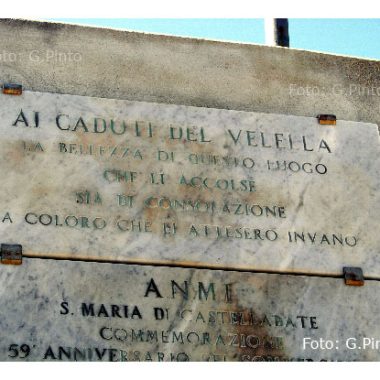 Foto: G.Pinto
Foto: G.Pinto
AI CADUTI DEL VELELLA
LA BELLEZZA DI QUESTO LUOGO
CHE LI ACCOLSE
SIA DI CONSOLAZIONE
A COLORO CHE LI ATTESERO INVANO
ANMI
S. MARIA DI CASTELLABATE
COMMEMORAZIONE
Foto: G.P
59° ANNIVERSARIO DEL